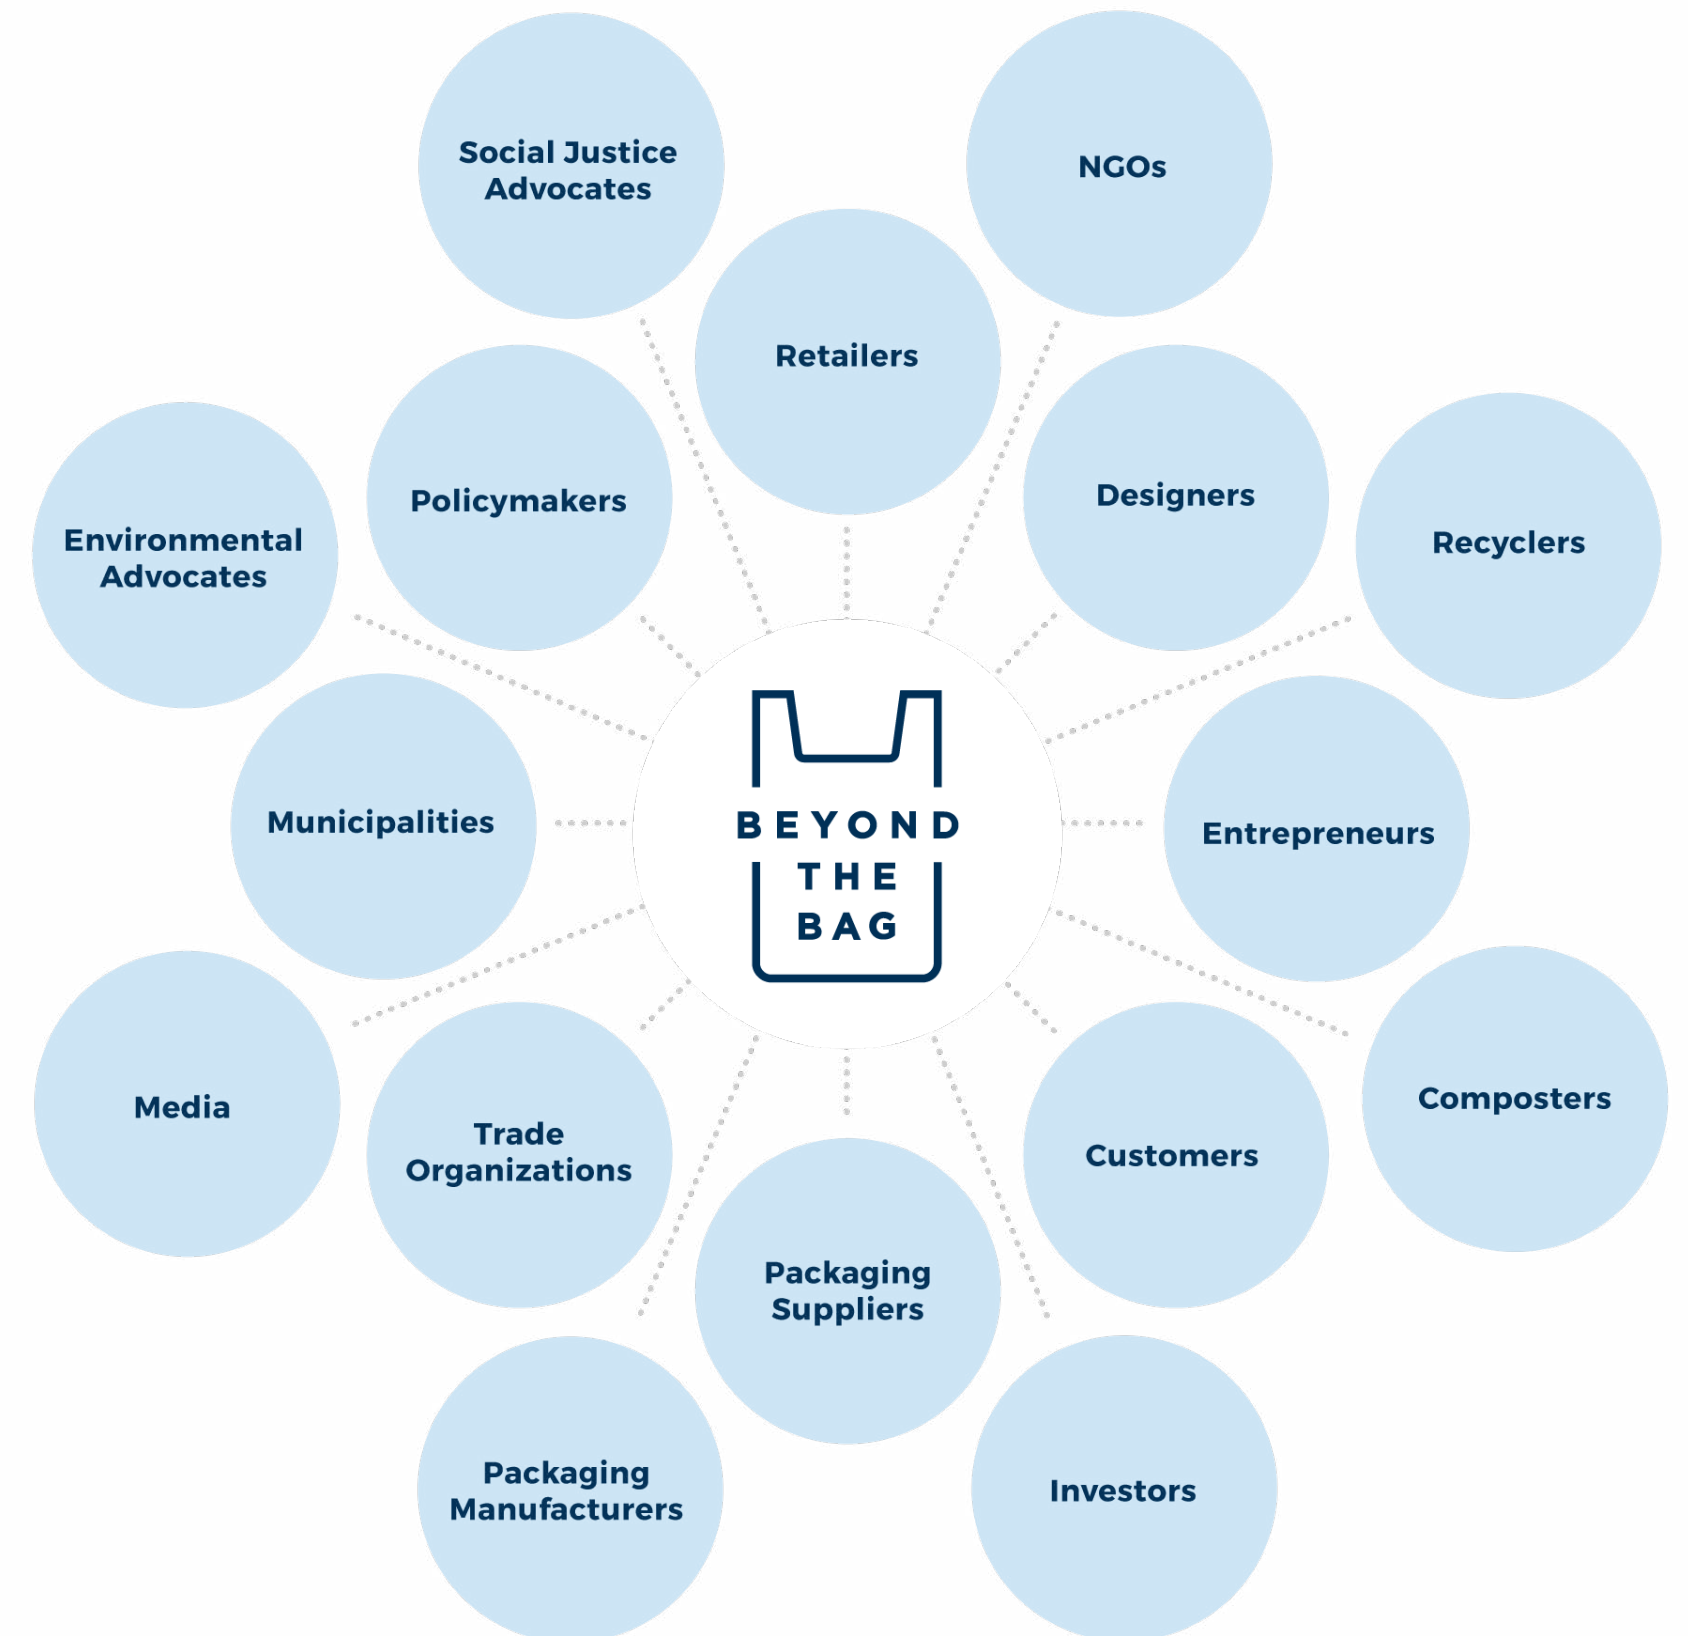 Social Justice
Advocates
NGOs
Retailers
Policymakers
Designers
Environmental
Advocates
Recyclers
Municipalities
BEYOND
THE
BAG
Entrepreneurs
Media
Trade
Organizations
Customers
Composters
Packaging
Suppliers
Packaging
Manufacturers
Investors